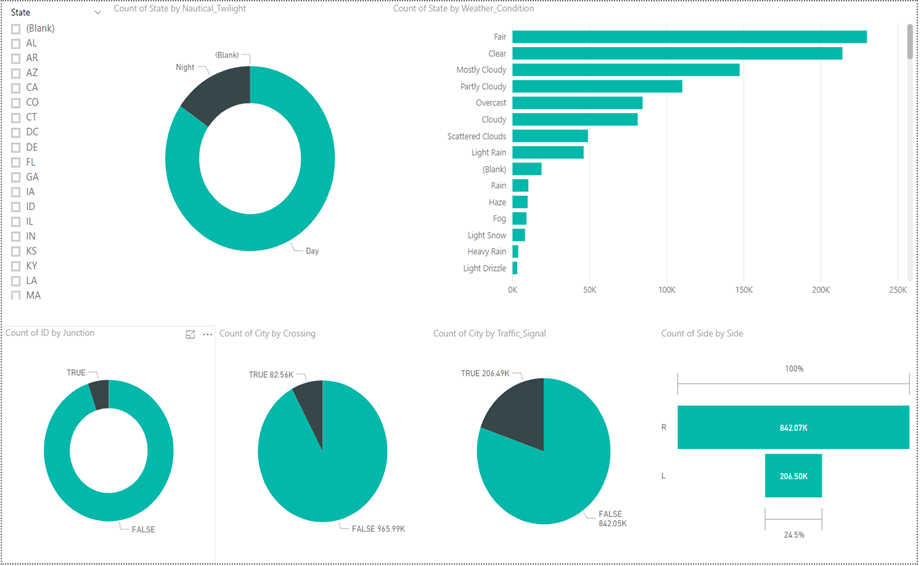 State
(Blank)
AL
AR
AZ
CA
CO
CT
DC
DE
FL
GA
IA
ID
IL
IN
KS
KY
LA
MA
Count of State by Nautical_Twilight
(Blank)
Night
Day
Count of State by Weather_Condition
Fair
Clear
Mostly Cloudy
Partly Cloudy
Overcast
Cloudy
Scattered Clouds
Light Rain
(Blank)
Rain
Haze
Fog
Light Snow
Heavy Rain
Light Drizzle
0K 50K 100K 150K 200K 250K
Count of ID by Junction
TRUE
FALSE
Count of City by Crossing
TRUE 82.56K
FALSE 965.99K
Count of City by Traffic_Signal
TRUE 206.49K
FALSE
842.05K
Count of Side by Side
100%
R 842.07K
L 206.50K
24.5%